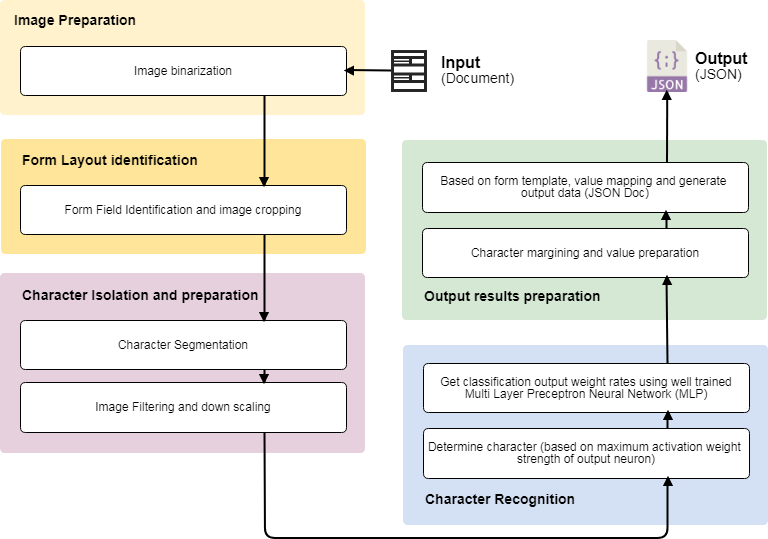 Image Preparation
Image binarization
Input
(Document)
{;}
JSON
Output
(JSON)
Form Layout identification
Form Field Identification and image cropping
Character Isolation and preparation
Character Segmentation
Image Filtering and down scaling
Based on form template, value mapping and generate
output data (JSON Doc)
Character margining and value preparation
Output results preparation
Get classification output weight rates using well trained
Multi Layer Preceptron Neural Network (MLP)
Determine character (based on maximum activation weight
strength of output neuron)
Character Recognition